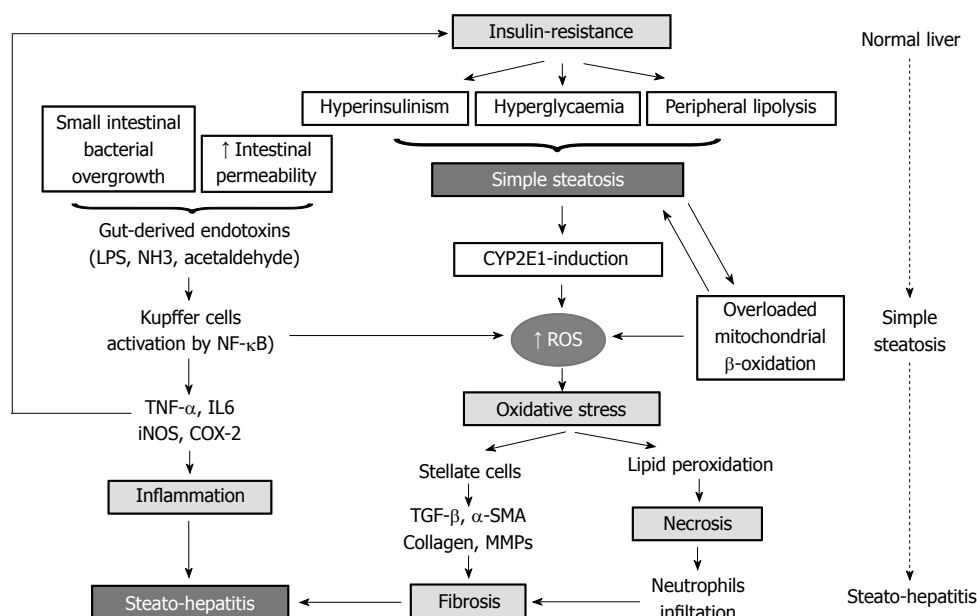 Insulin-resistance
Normal liver
Hyperinsulinism
Hyperglycaemia
Peripheral lipolysis
Small intestinal
bacterial
overgrowth
↑ Intestinal
permeability
Simple steatosis
Gut-derived endotoxins
(LPS, NH3, acetaldehyde)
CYP2E1-induction
Kupffer cells
activation by NF-κB)
↑ ROS
Overloaded
mitochondrial
β-oxidation
Simple
steatosis
TNF-α, IL6
iNOS, COX-2
Oxidative stress
Stellate cells
Lipid peroxidation
Inflammation
TGF-β, α-SMA
Collagen, MMPs
Necrosis
Steato-hepatitis
Fibrosis
Neutrophils
infiltation
Steato-hepatitis